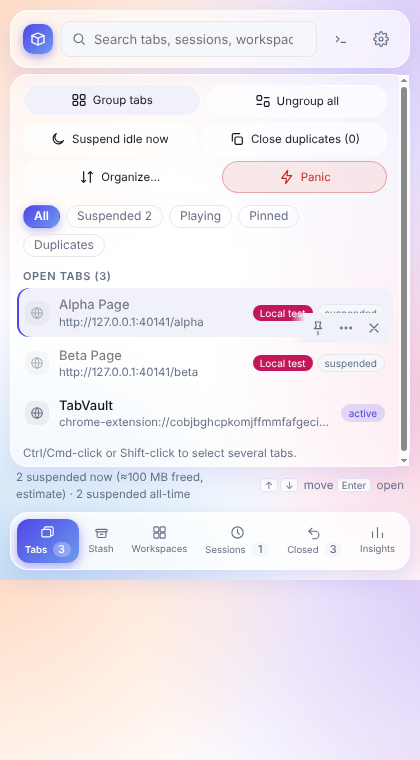 Search tabs, sessions, workspac
Group tabs
Ungroup all
Suspend idle now
Close duplicates (0)
Organize...
Panic
All
Suspended 2
Playing
Pinned
Duplicates
OPEN TABS (3)
Alpha Page
http://127.0.0.1:40141/alpha
Local test
suspended
Beta Page
http://127.0.0.1:40141/beta
Local test
suspended
TabVault
chrome-extension://cobjbghcpkomjffmmfafgeci...
active
Ctrl/Cmd-click or Shift-click to select several tabs.
2 suspended now (≈100 MB freed,
estimate) · 2 suspended all-time
↑ ↓ move Enter open
Tabs 3
Stash
Workspaces
Sessions 1
Closed 3
Insights